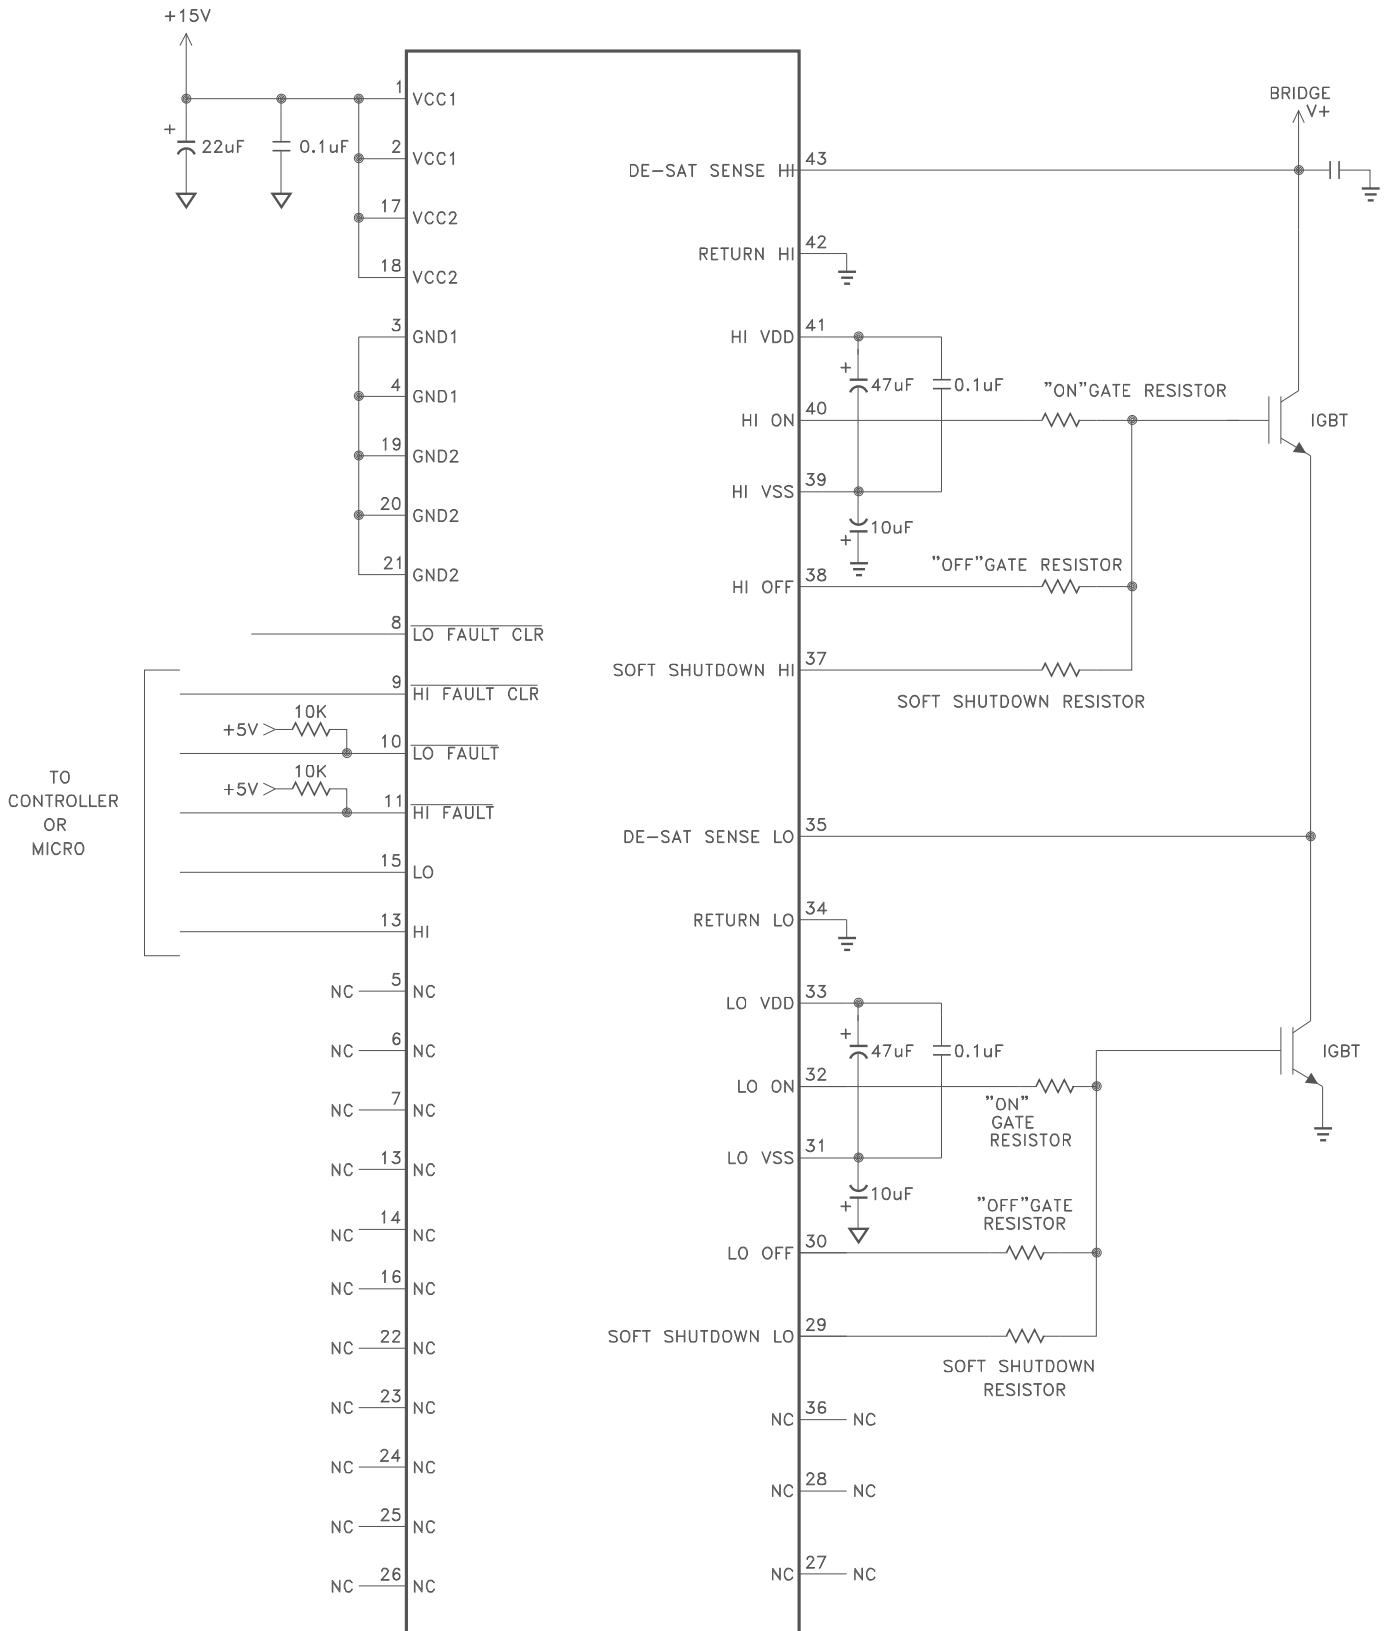 +15V
1 VCC1
+ 22uF 0.1uF
2 VCC1
17 VCC2
18 VCC2
3 GND1
4 GND1
19 GND2
20 GND2
21 GND2
8 LO FAULT CLR
9 HI FAULT CLR
10K
+5V
10 LO FAULT
10K
+5V
11 HI FAULT
TO
CONTROLLER
OR
MICRO
15 LO
13 HI
NC 5 NC
NC 6 NC
NC 7 NC
NC 13 NC
NC 14 NC
NC 16 NC
NC 22 NC
NC 23 NC
NC 24 NC
NC 25 NC
NC 26 NC
BRIDGE
V+
DE-SAT SENSE HI 43
RETURN HI 42
HI VDD 41
+ 47uF 0.1uF
"ON"GATE RESISTOR
HI ON 40
IGBT
HI VSS 39
10uF
+
"OFF"GATE RESISTOR
HI OFF 38
SOFT SHUTDOWN HI 37
SOFT SHUTDOWN RESISTOR
DE-SAT SENSE LO 35
RETURN LO 34
LO VDD 33
+ 47uF 0.1uF
IGBT
LO ON 32
"ON"
GATE
RESISTOR
LO VSS 31
10uF
+
"OFF"GATE
RESISTOR
LO OFF 30
SOFT SHUTDOWN LO 29
SOFT SHUTDOWN
RESISTOR
NC 36 NC
NC 28 NC
NC 27 NC